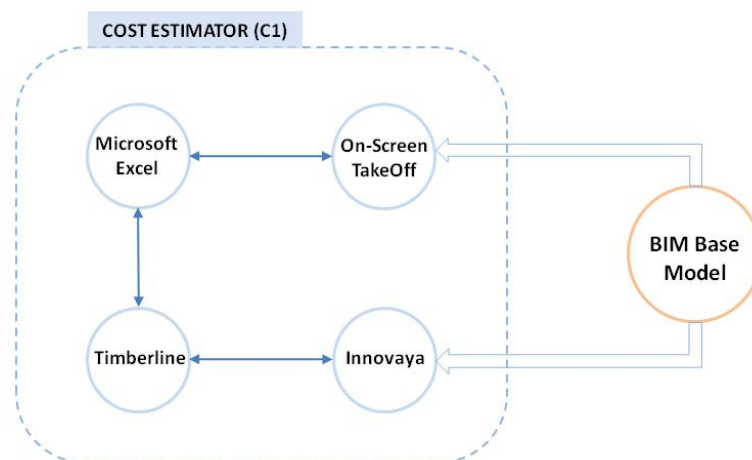 COST ESTIMATOR (C1)
Microsoft
Excel
On-Screen
TakeOff
BIM Base
Model
Timberline
Innovaya